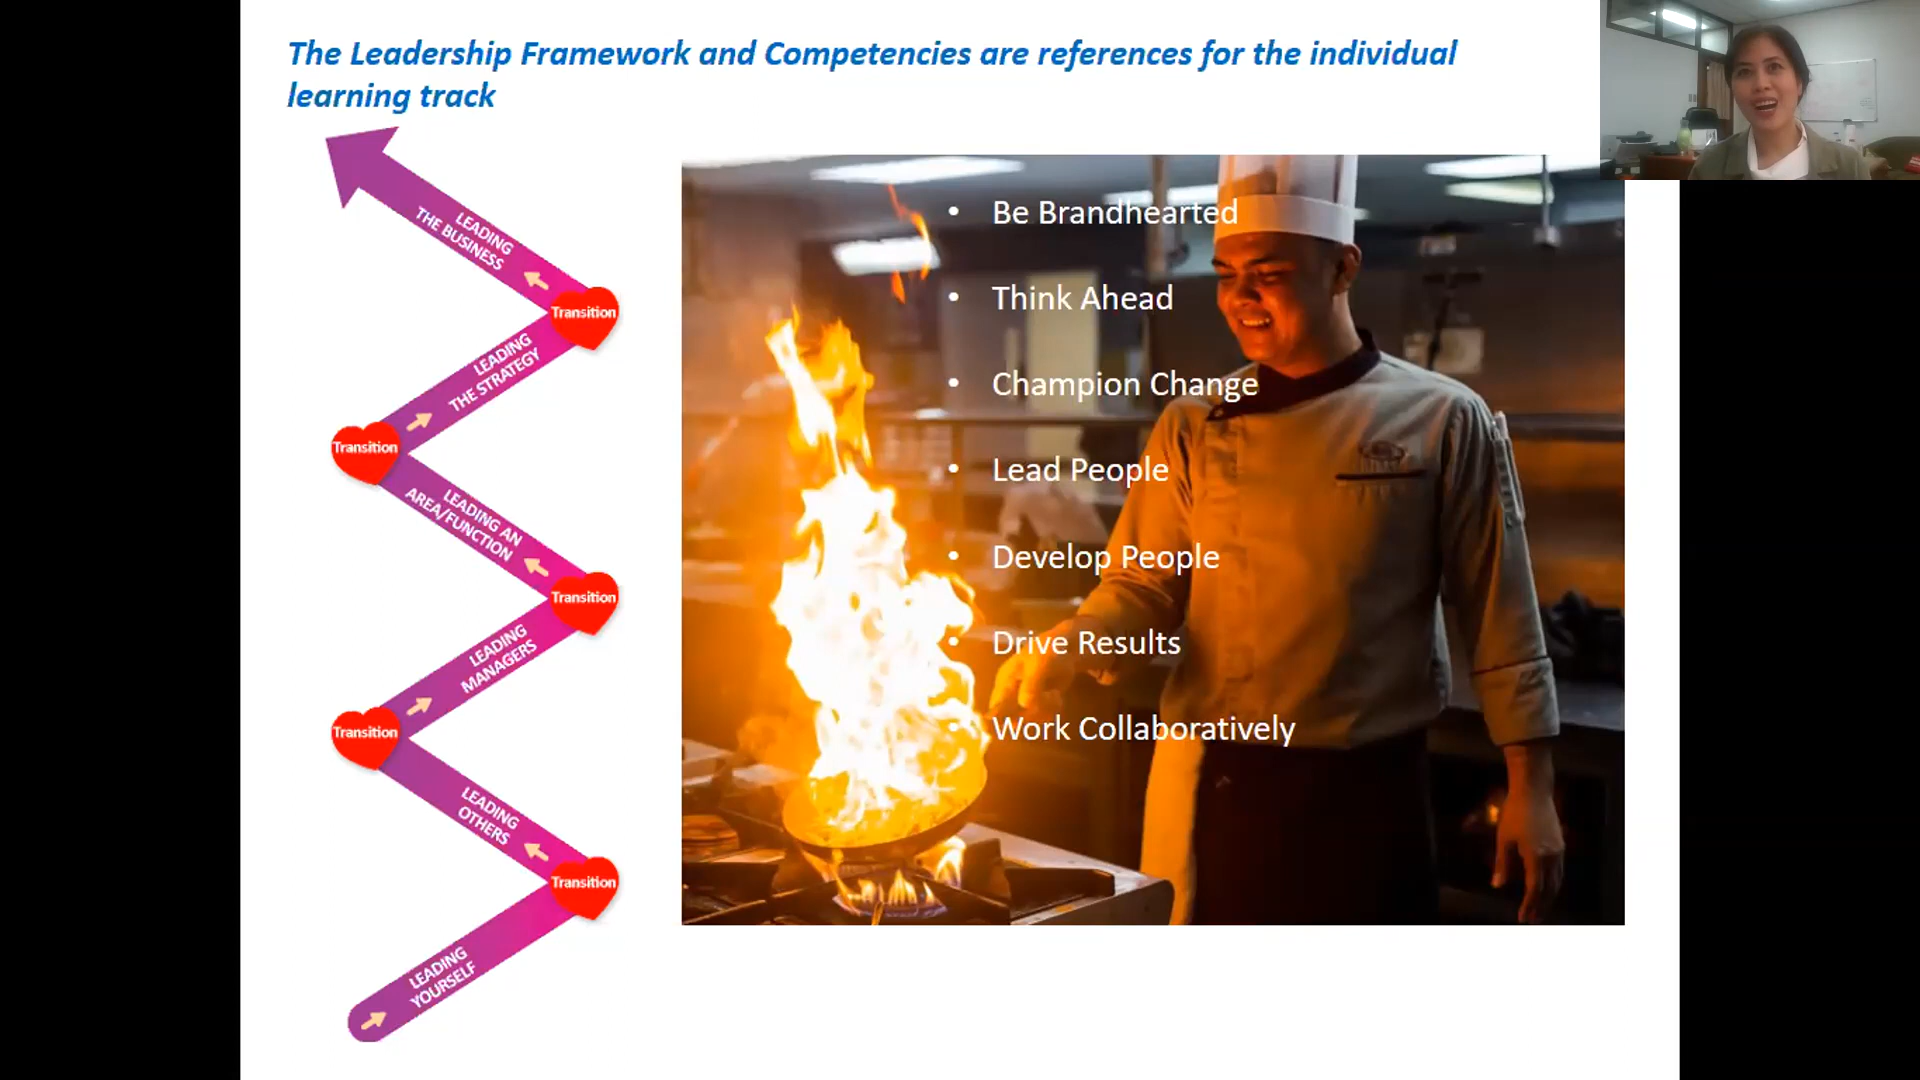 The Leadership Framework and Competencies are references for the individual
learning track
LEADING
THE BUSINESS
Transition
LEADING
THE STRATEGY
Transition
LEADING AN
AREA/FUNCTION
Transition
LEADING
MANAGERS
Transition
LEADING
OTHERS
Transition
LEADING
YOURSELF
• Be Brandhearted
• Think Ahead
• Champion Change
• Lead People
• Develop People
• Drive Results
• Work Collaboratively